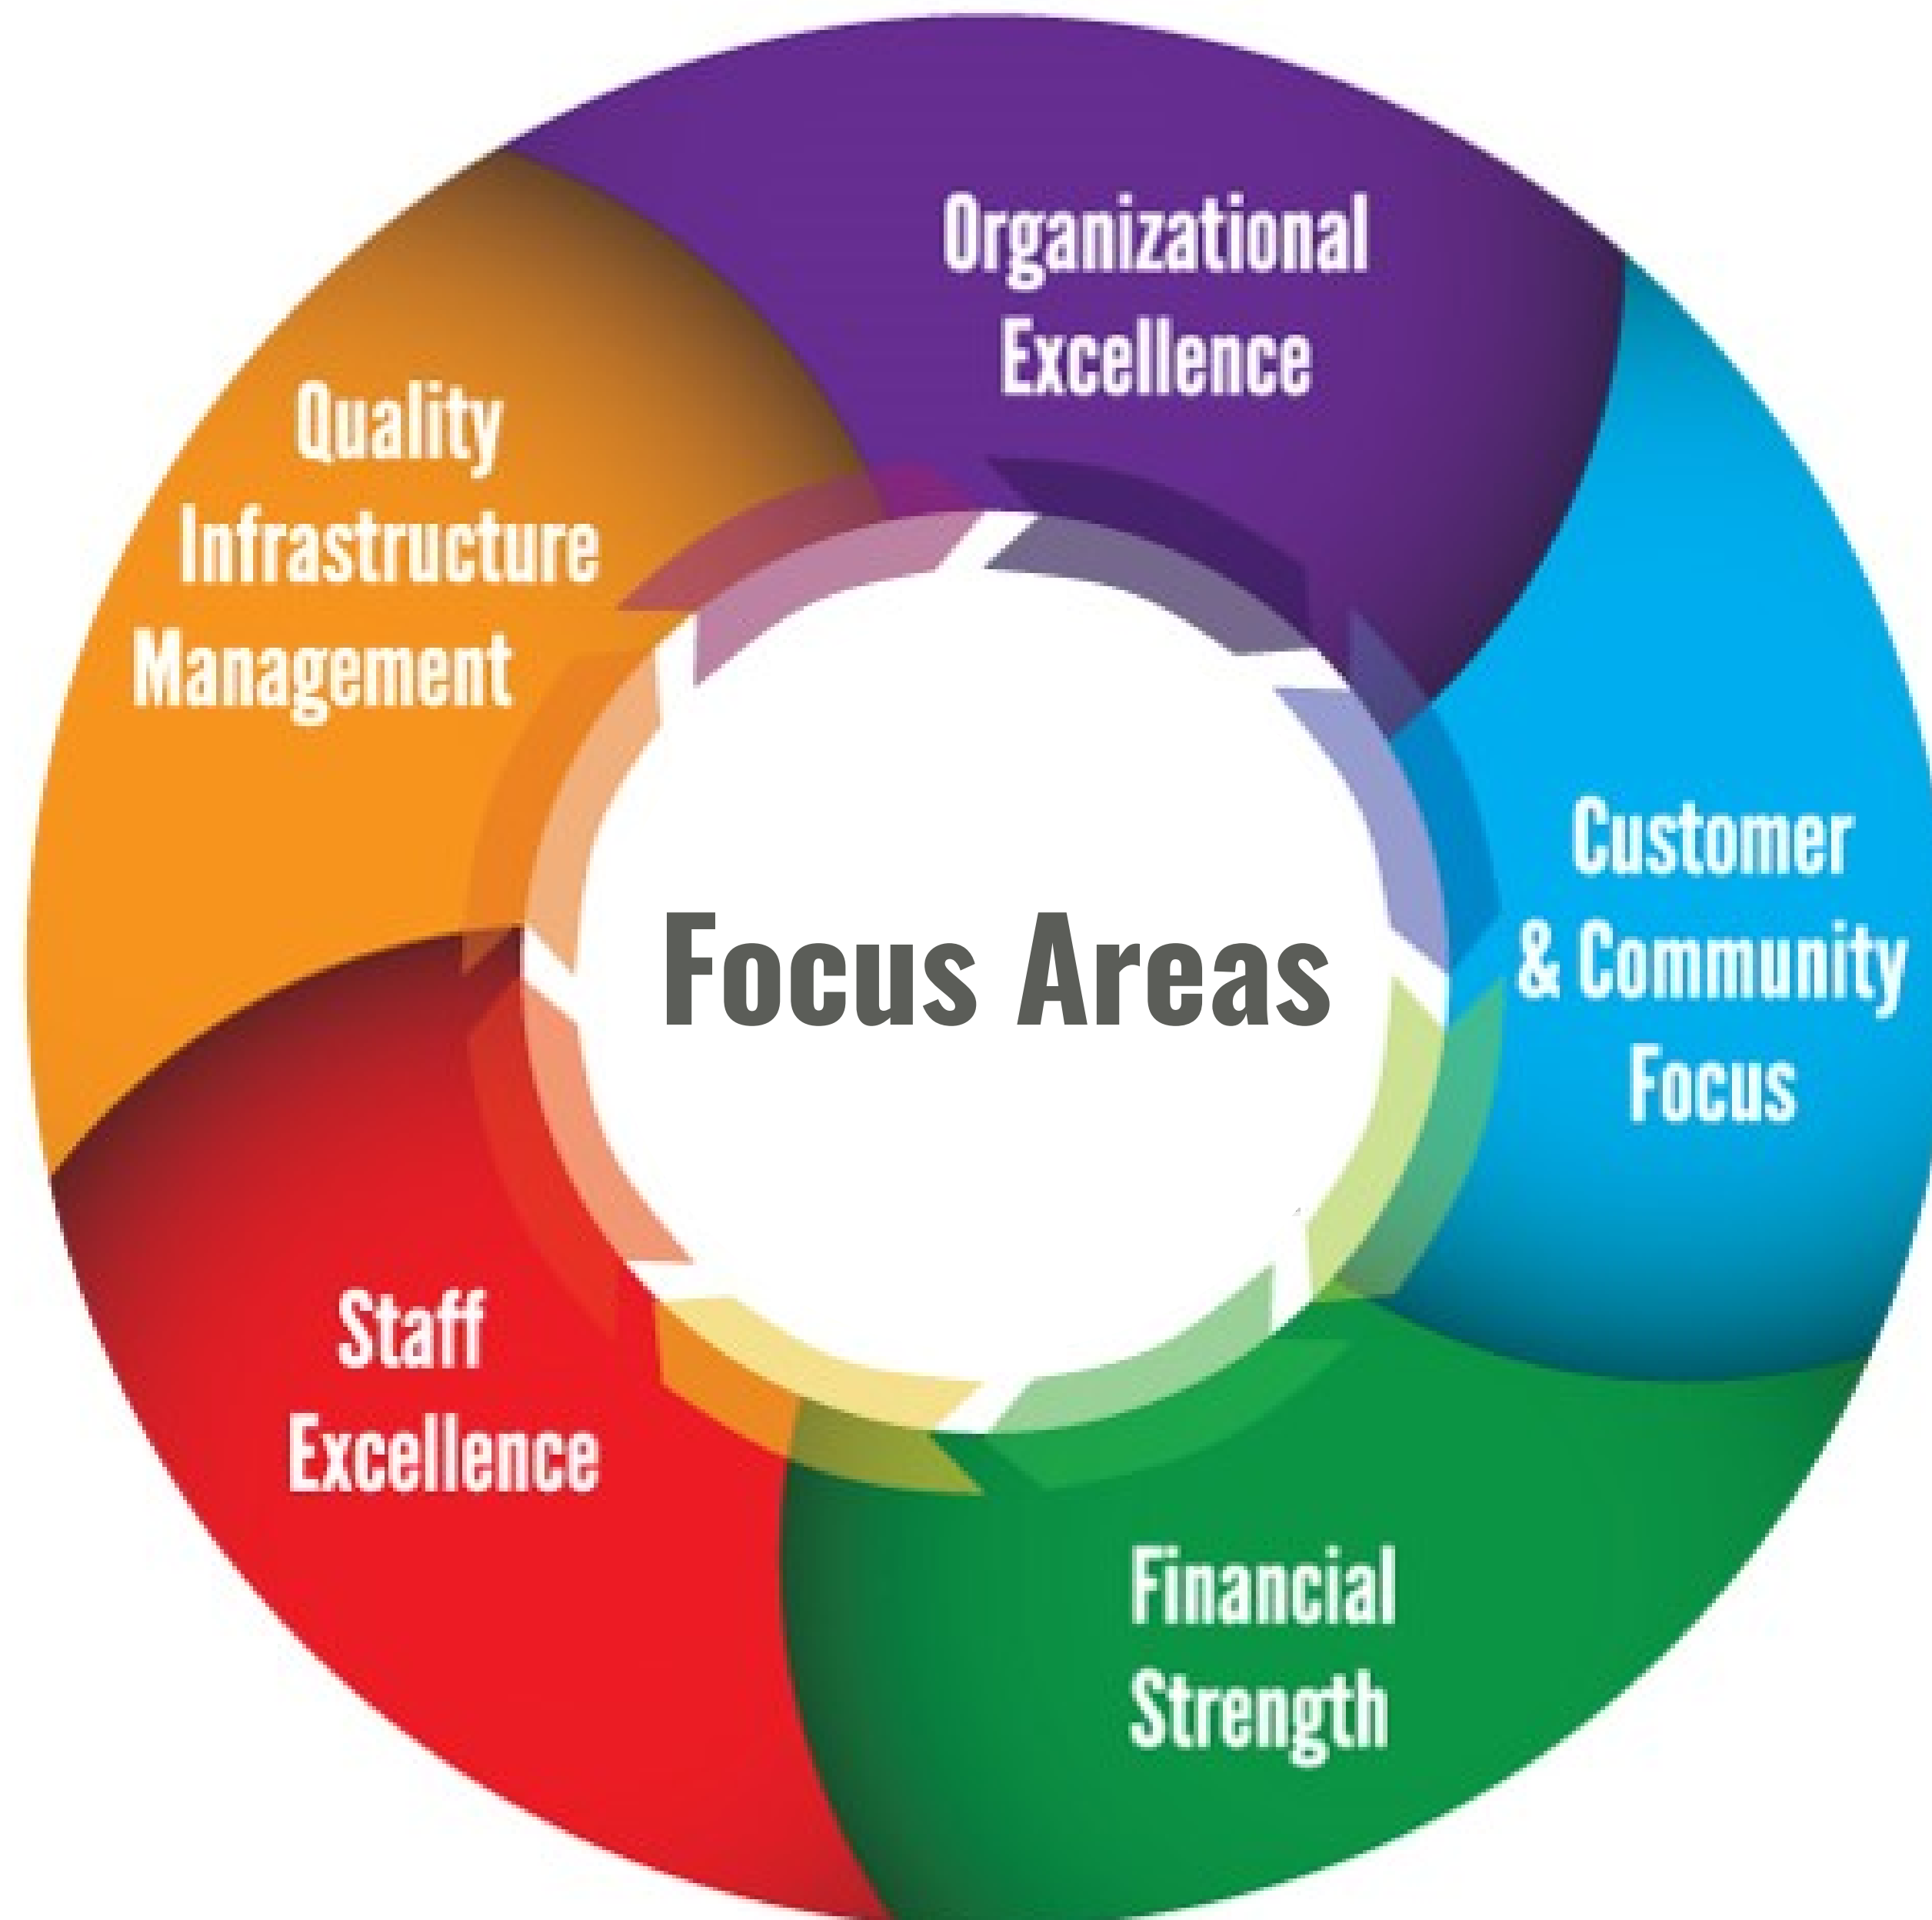 Organizational
Excellence
Quality
Infrastructure
Management
Customer
& Community
Focus
Focus Areas
Staff
Excellence
Financial
Strength